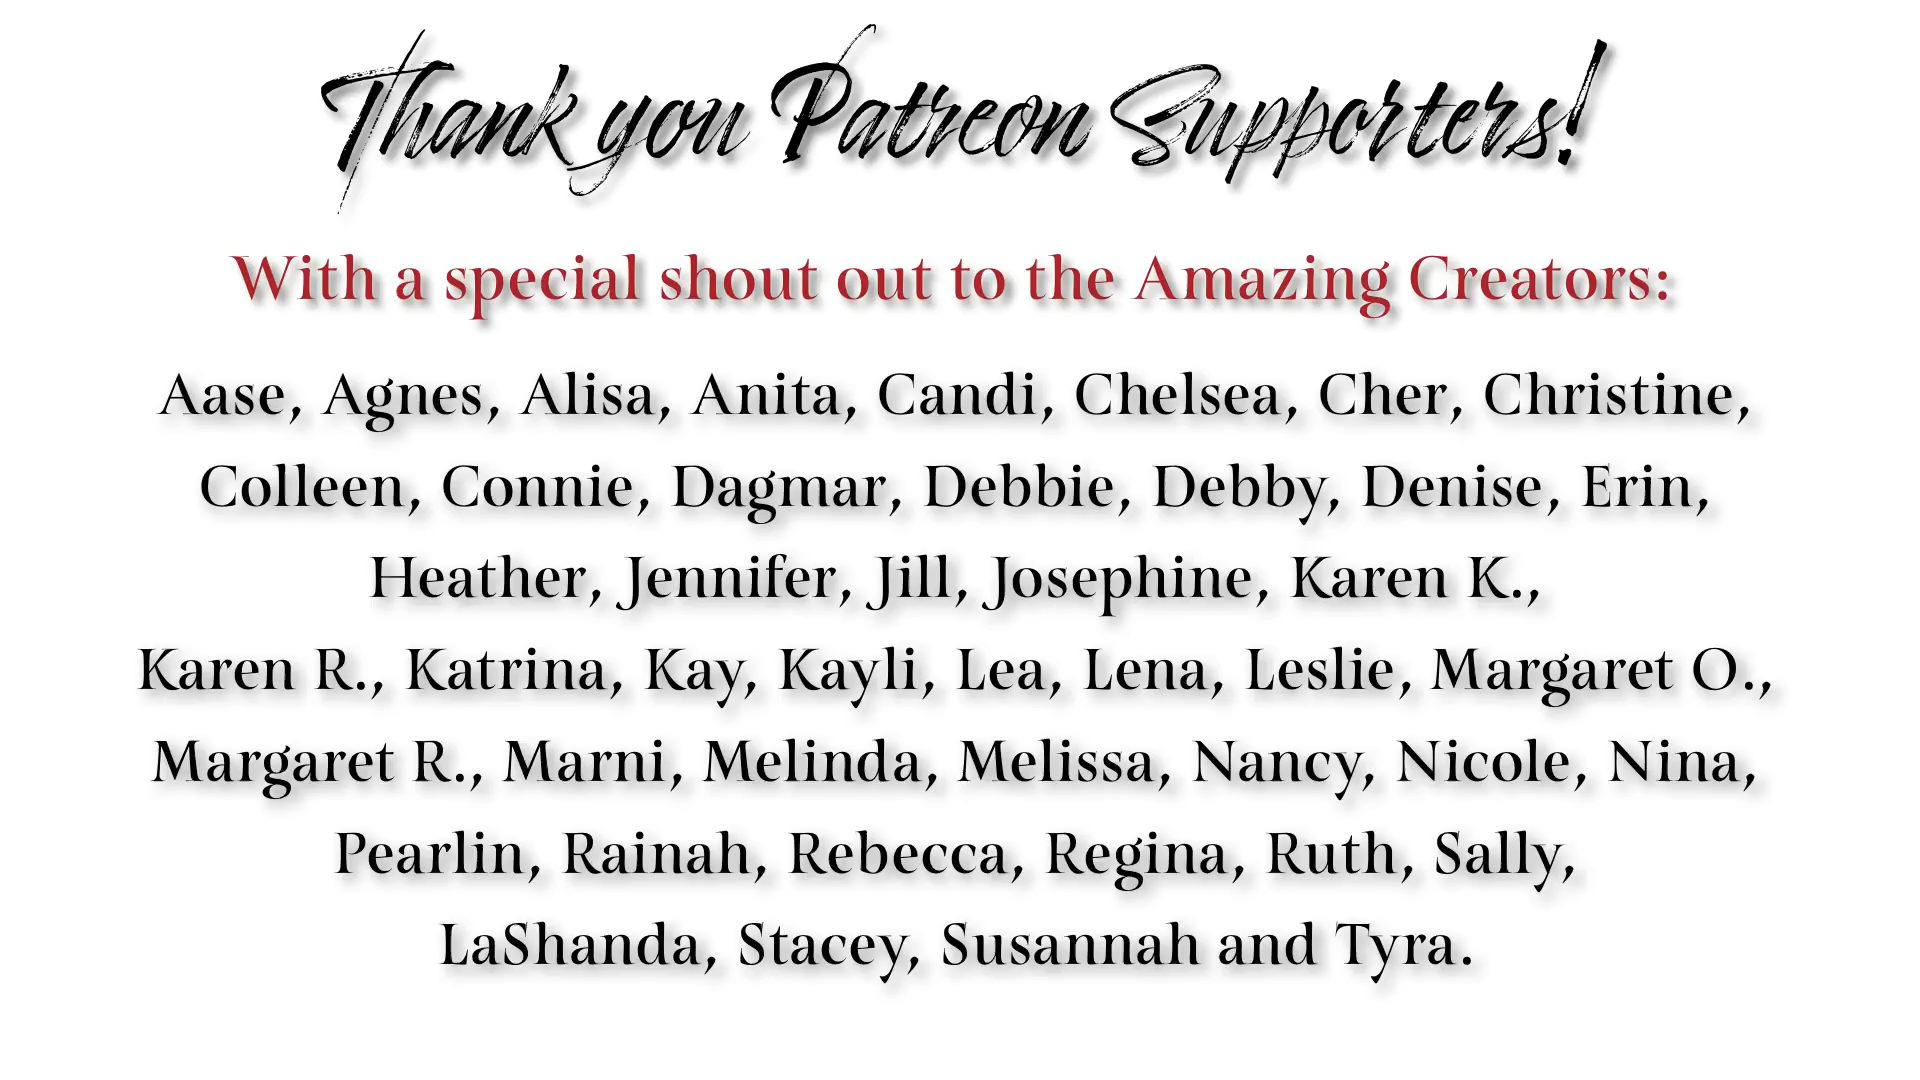 Thank you Patreon Supporters!
With a special shout out to the Amazing Creators:
Aase, Agnes, Alisa, Anita, Candi, Chelsea, Cher, Christine,
Colleen, Connie, Dagmar, Debbie, Debby, Denise, Erin,
Heather, Jennifer, Jill, Josephine, Karen K.,
Karen R., Katrina, Kay, Kayli, Lea, Lena, Leslie, Margaret O.,
Margaret R., Marni, Melinda, Melissa, Nancy, Nicole, Nina,
Pearlin, Rainah, Rebecca, Regina, Ruth, Sally,
LaShanda, Stacey, Susannah and Tyra.